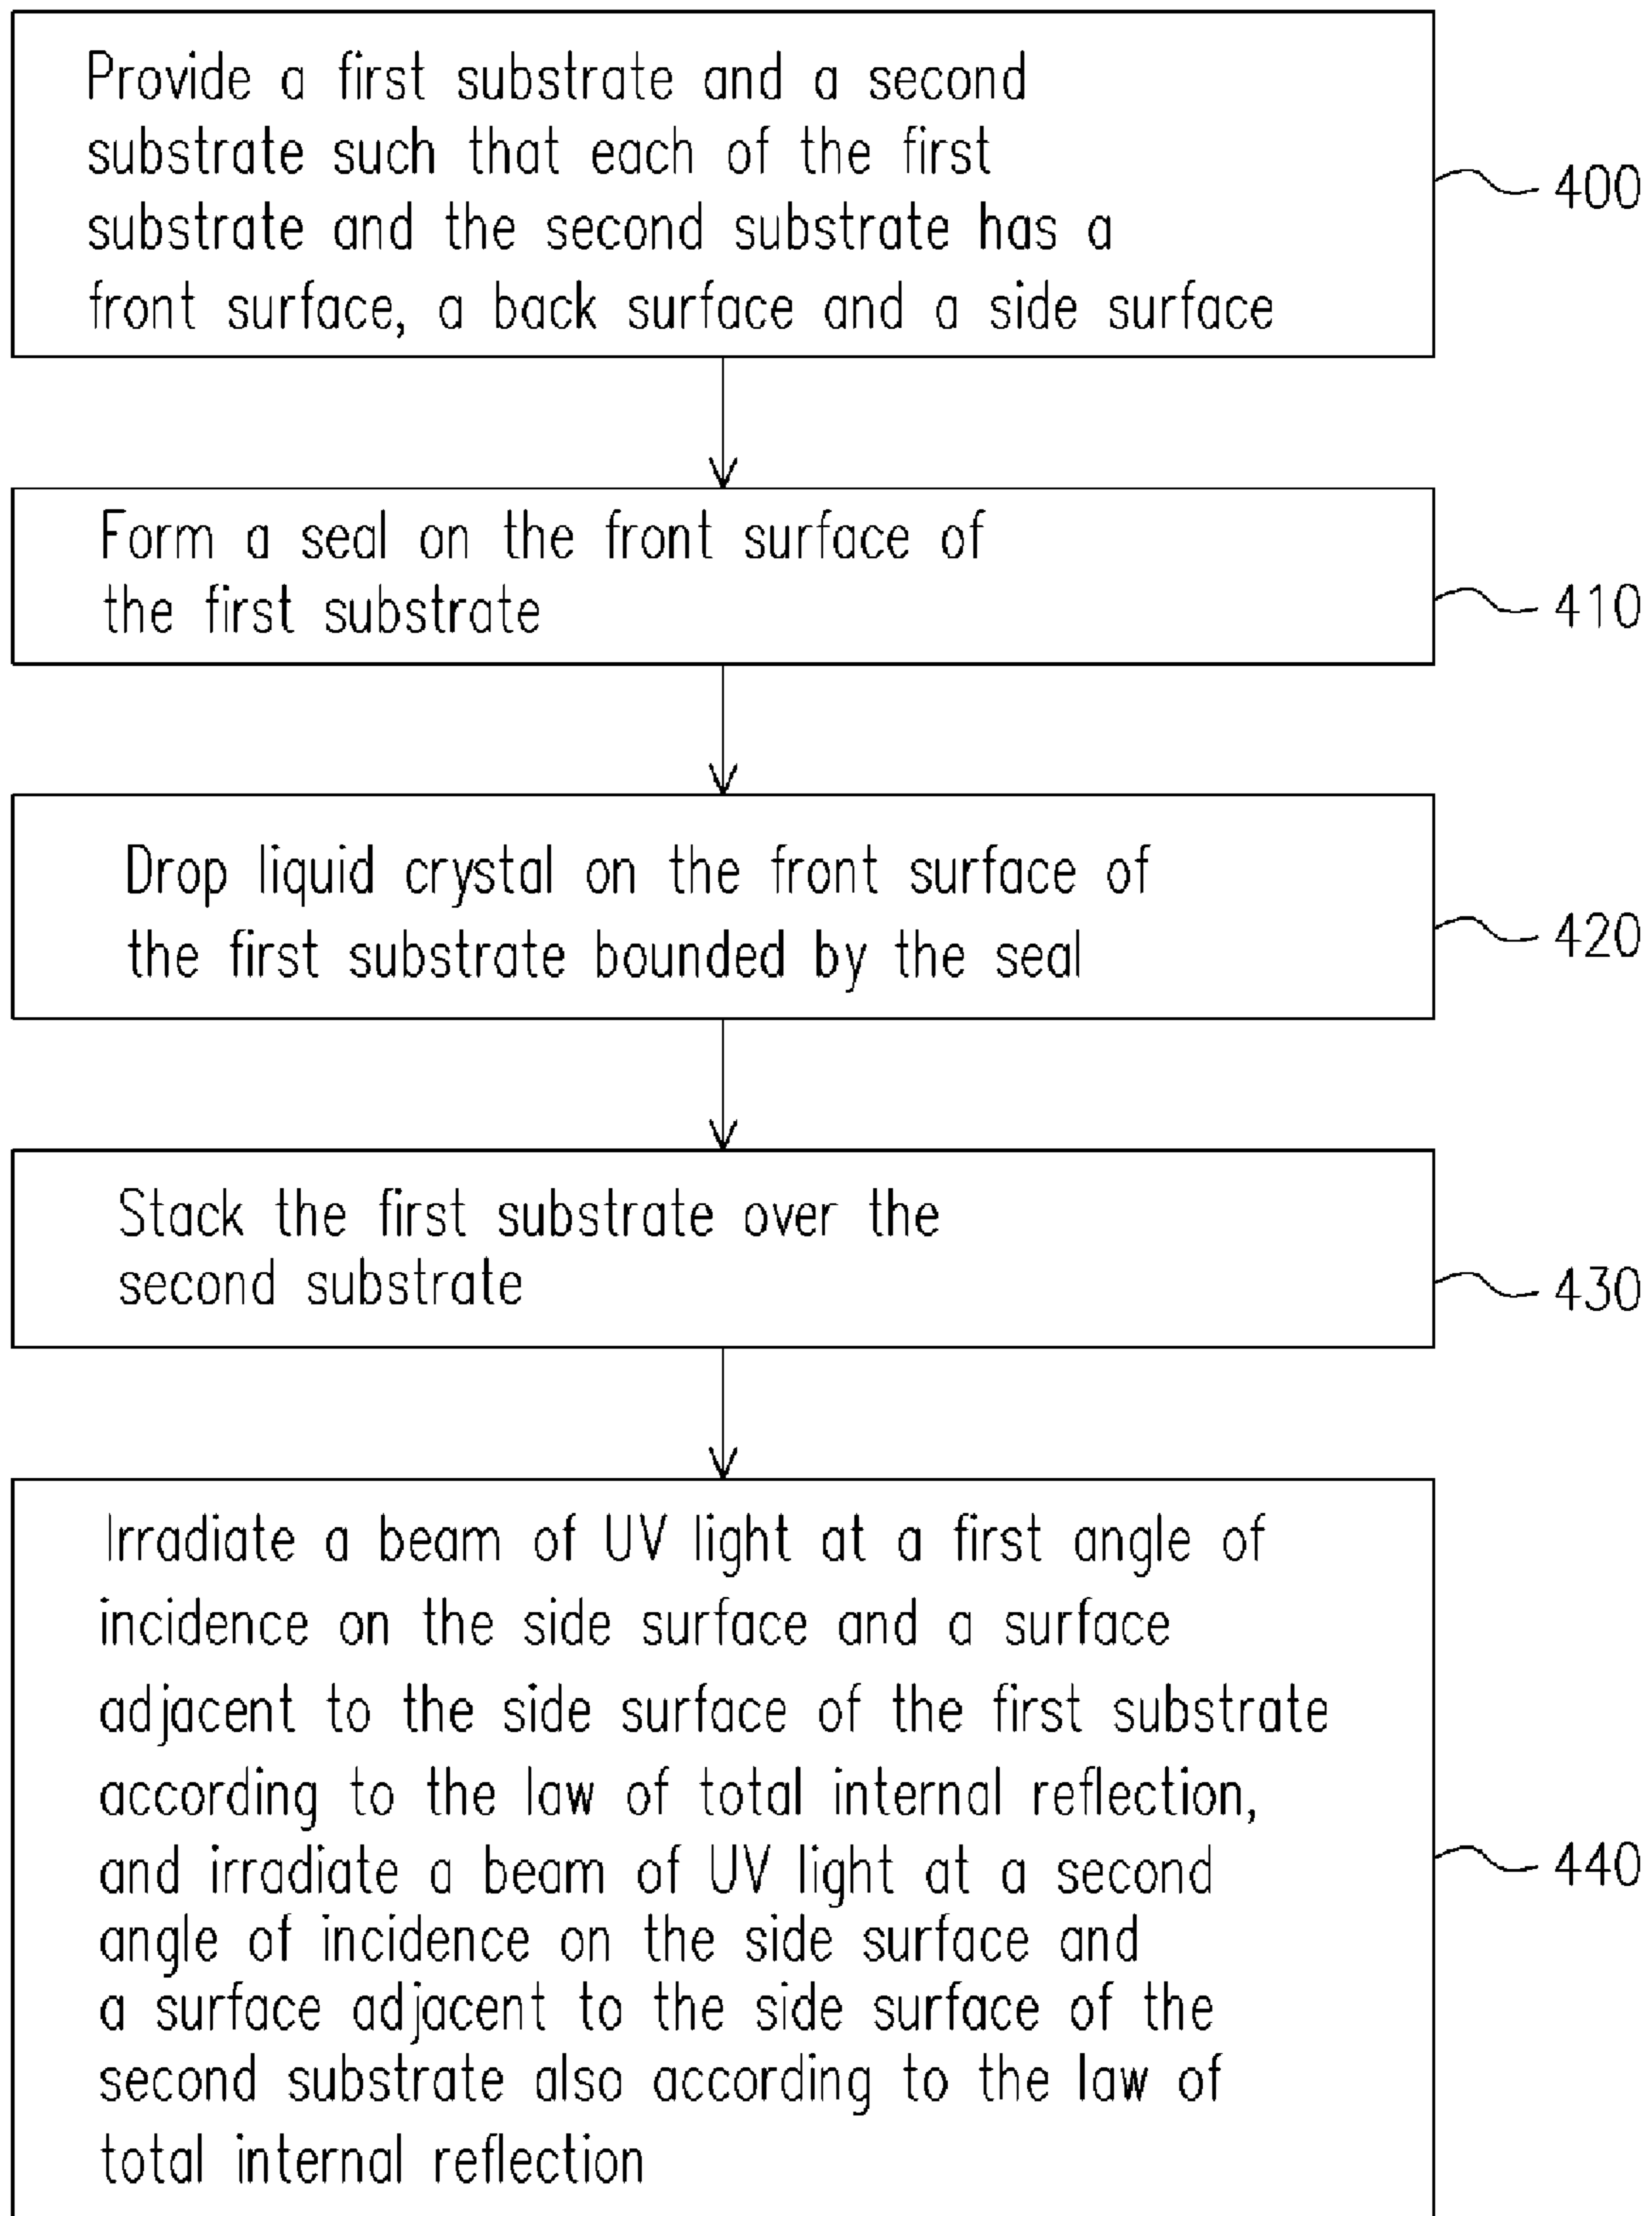 Provide a first substrate and a second
substrate such that each of the first
substrate and the second substrate has a
front surface, a back surface and a side surface
400
Form a seal on the front surface of
the first substrate
410
Drop liquid crystal on the front surface of
the first substrate bounded by the seal
420
Stack the first substrate over the
second substrate
430
Irradiate a beam of UV light at a first angle of
incidence on the side surface and a surface
adjacent to the side surface of the first substrate
according to the law of total internal reflection,
and irradiate a beam of UV light at a second
angle of incidence on the side surface and
a surface adjacent to the side surface of the
second substrate also according to the law of
total internal reflection
440